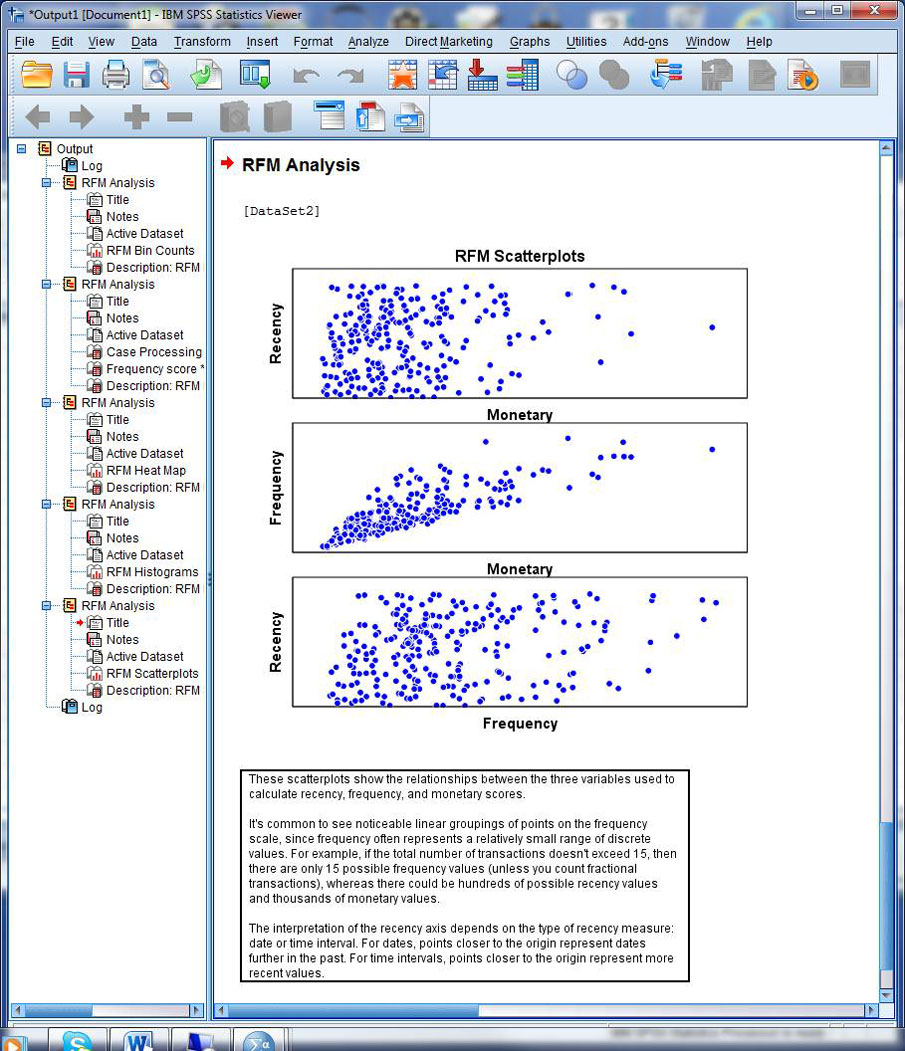 *Output1 [Document1] - IBM SPSS Statistics Viewer
File Edit View Data Transform Insert Format Analyze Direct Marketing Graphs Utilities Add-ons Window Help
Output
Log
RFM Analysis
Title
Notes
Active Dataset
RFM Bin Counts
Description: RFM
RFM Analysis
Title
Notes
Active Dataset
Case Processing
Frequency score *
Description: RFM
RFM Analysis
Title
Notes
Active Dataset
RFM Heat Map
Description: RFM
RFM Analysis
Title
Notes
Active Dataset
RFM Histograms
Description: RFM
RFM Analysis
Title
Notes
Active Dataset
RFM Scatterplots
Description: RFM
Log
RFM Analysis
[DataSet2]
RFM Scatterplots
Recency
Monetary
Frequency
Monetary
Recency
Frequency
These scatterplots show the relationships between the three variables used to
calculate recency, frequency, and monetary scores.
It's common to see noticeable linear groupings of points on the frequency
scale, since frequency often represents a relatively small range of discrete
values. For example, if the total number of transactions doesn't exceed 15, then
there are only 15 possible frequency values (unless you count fractional
transactions), whereas there could be hundreds of possible recency values
and thousands of monetary values.
The interpretation of the recency axis depends on the type of recency measure:
date or time interval. For dates, points closer to the origin represent dates
further in the past. For time intervals, points closer to the origin represent more
recent values.